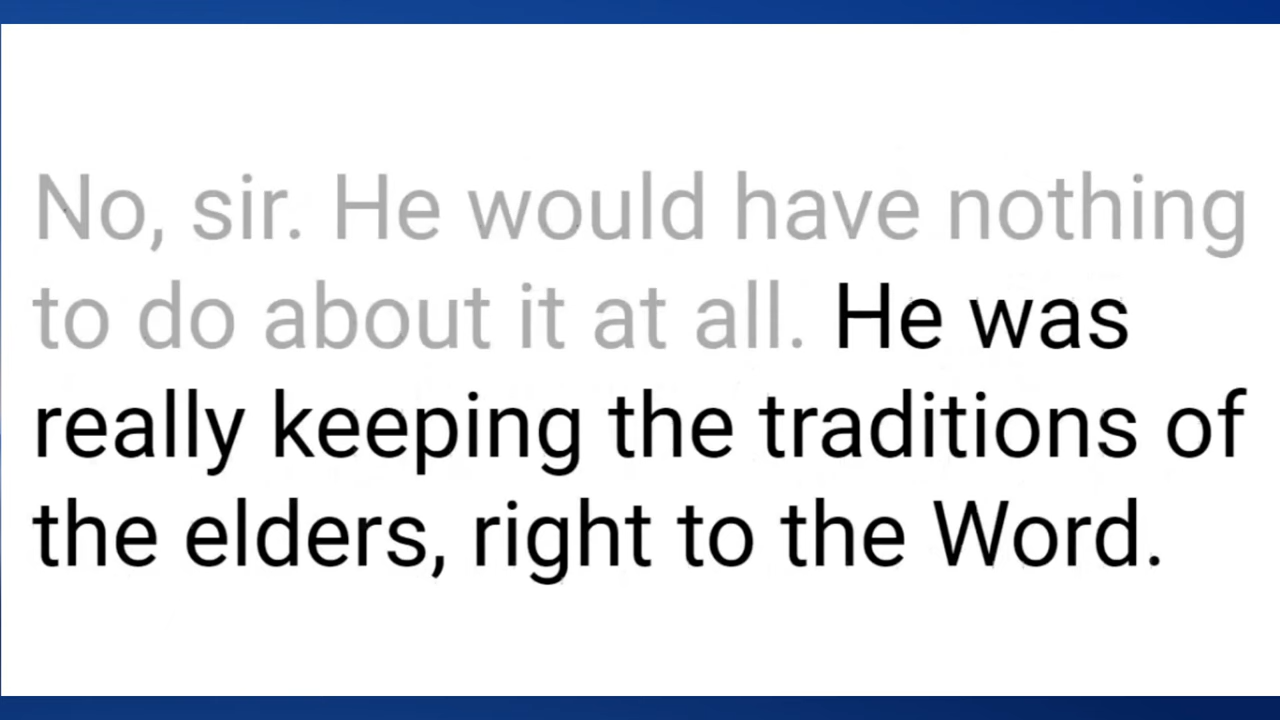 No, sir. He would have nothing
to do about it at all. He was
really keeping the traditions of
the elders, right to the Word.